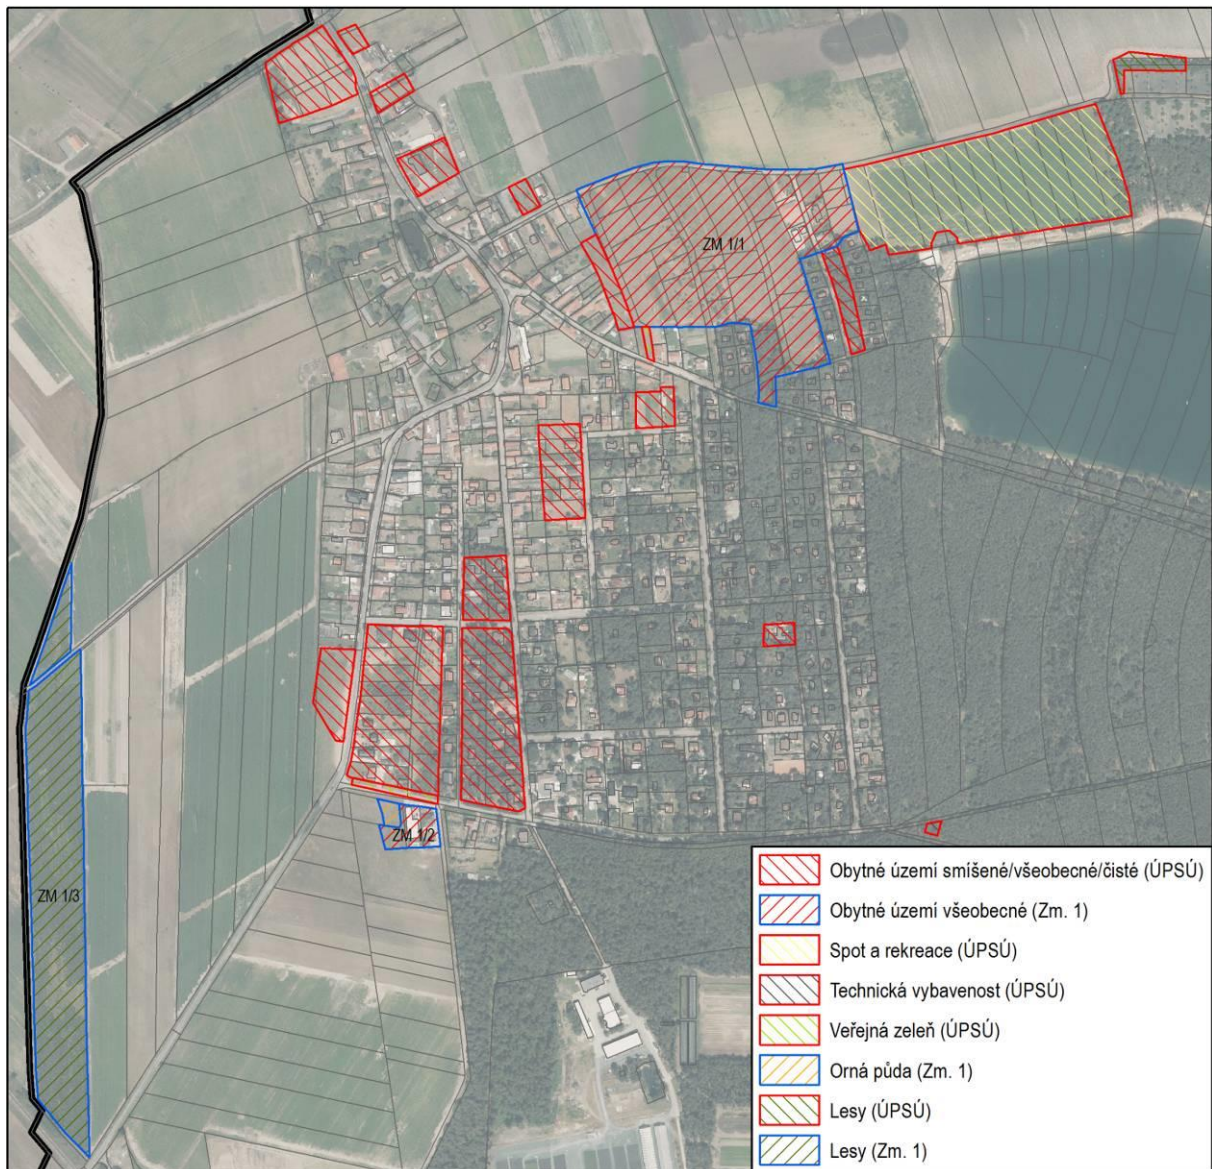 ZM 1/1
ZM 1/2
ZM 1/3
Obytné území smíšené/všeobecné/čisté (ÚPSÚ)
Obytné území všeobecné (Zm. 1)
Spot a rekreace (ÚPSÚ)
Technická vybavenost (ÚPSÚ)
Veřejná zeleň (ÚPSÚ)
Orná půda (Zm. 1)
Lesy (ÚPSÚ)
Lesy (Zm. 1)